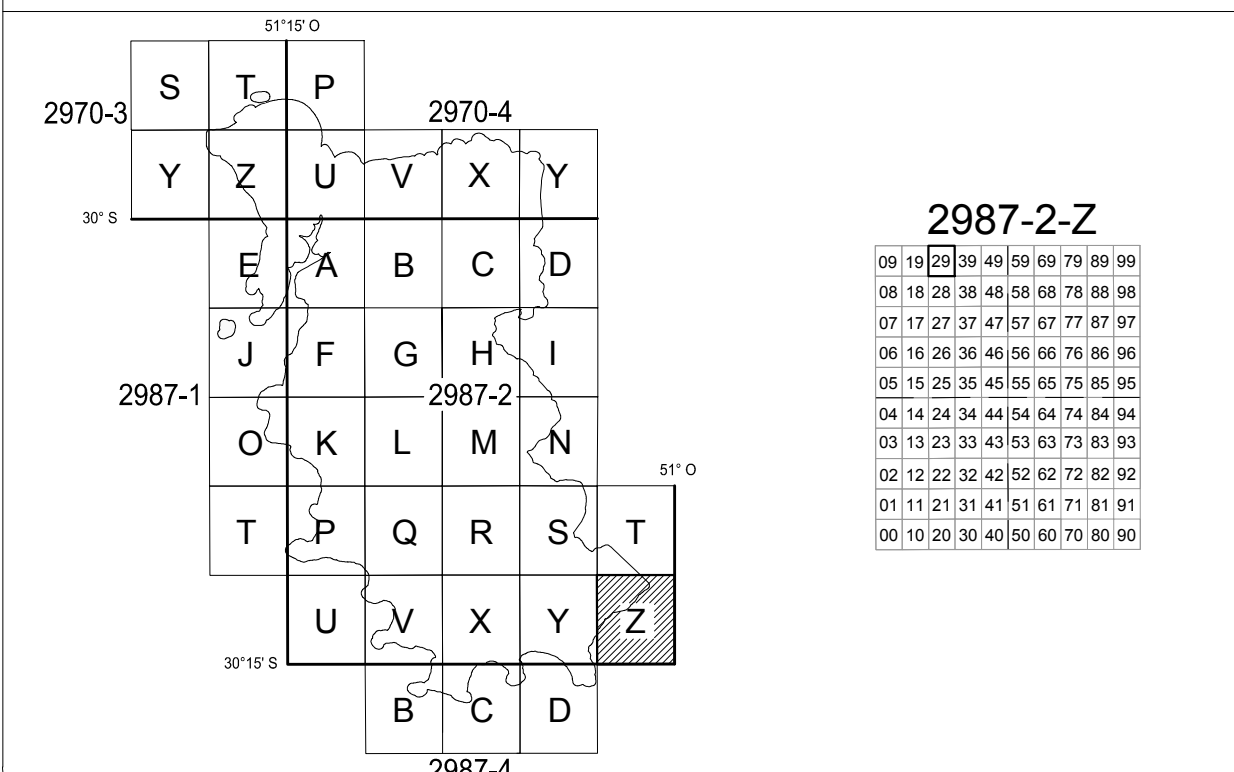 51°15' O
S T P
2970-3 2970-4
Y Z U V X Y
30° S
E A B C D
J F G H I
2987-1 2987-2
O K L M N
51° O
T P Q R S T
U V X Y Z
30°15' S
B C D
2987-4
2987-2-Z
09 19 29 39 49 59 69 79 89 99
08 18 28 38 48 58 68 78 88 98
07 17 27 37 47 57 67 77 87 97
06 16 26 36 46 56 66 76 86 96
05 15 25 35 45 55 65 75 85 95
04 14 24 34 44 54 64 74 84 94
03 13 23 33 43 53 63 73 83 93
02 12 22 32 42 52 62 72 82 92
01 11 21 31 41 51 61 71 81 91
00 10 20 30 40 50 60 70 80 90